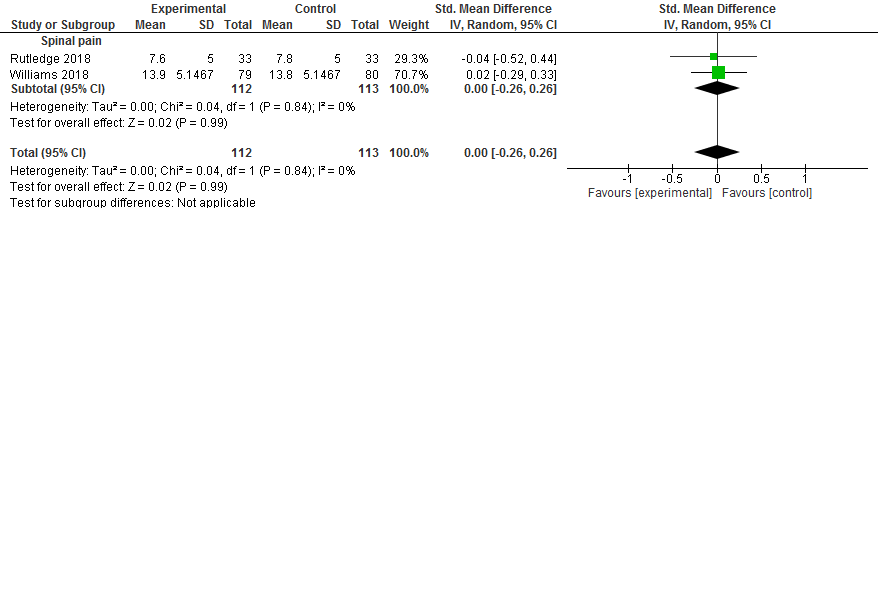 Experimental Control Std. Mean Difference Std. Mean Difference
Study or Subgroup Mean SD Total Mean SD Total Weight IV, Random, 95% CI IV, Random, 95% CI
Spinal pain
Rutledge 2018 7.6 5 33 7.8 5 33 29.3% -0.04 [-0.52, 0.44]
Williams 2018 13.9 5.1467 79 13.8 5.1467 80 70.7% 0.02 [-0.29, 0.33]
Subtotal (95% CI) 112 113 100.0% 0.00 [-0.26, 0.26]
Heterogeneity: Tau² = 0.00; Chi² = 0.04, df = 1 (P = 0.84); I² = 0%
Test for overall effect: Z = 0.02 (P = 0.99)
Total (95% CI) 112 113 100.0% 0.00 [-0.26, 0.26]
Heterogeneity: Tau² = 0.00; Chi² = 0.04, df = 1 (P = 0.84); I² = 0%
Test for overall effect: Z = 0.02 (P = 0.99)
Test for subgroup differences: Not applicable
-1 -0.5 0 0.5 1
Favours [experimental] Favours [control]